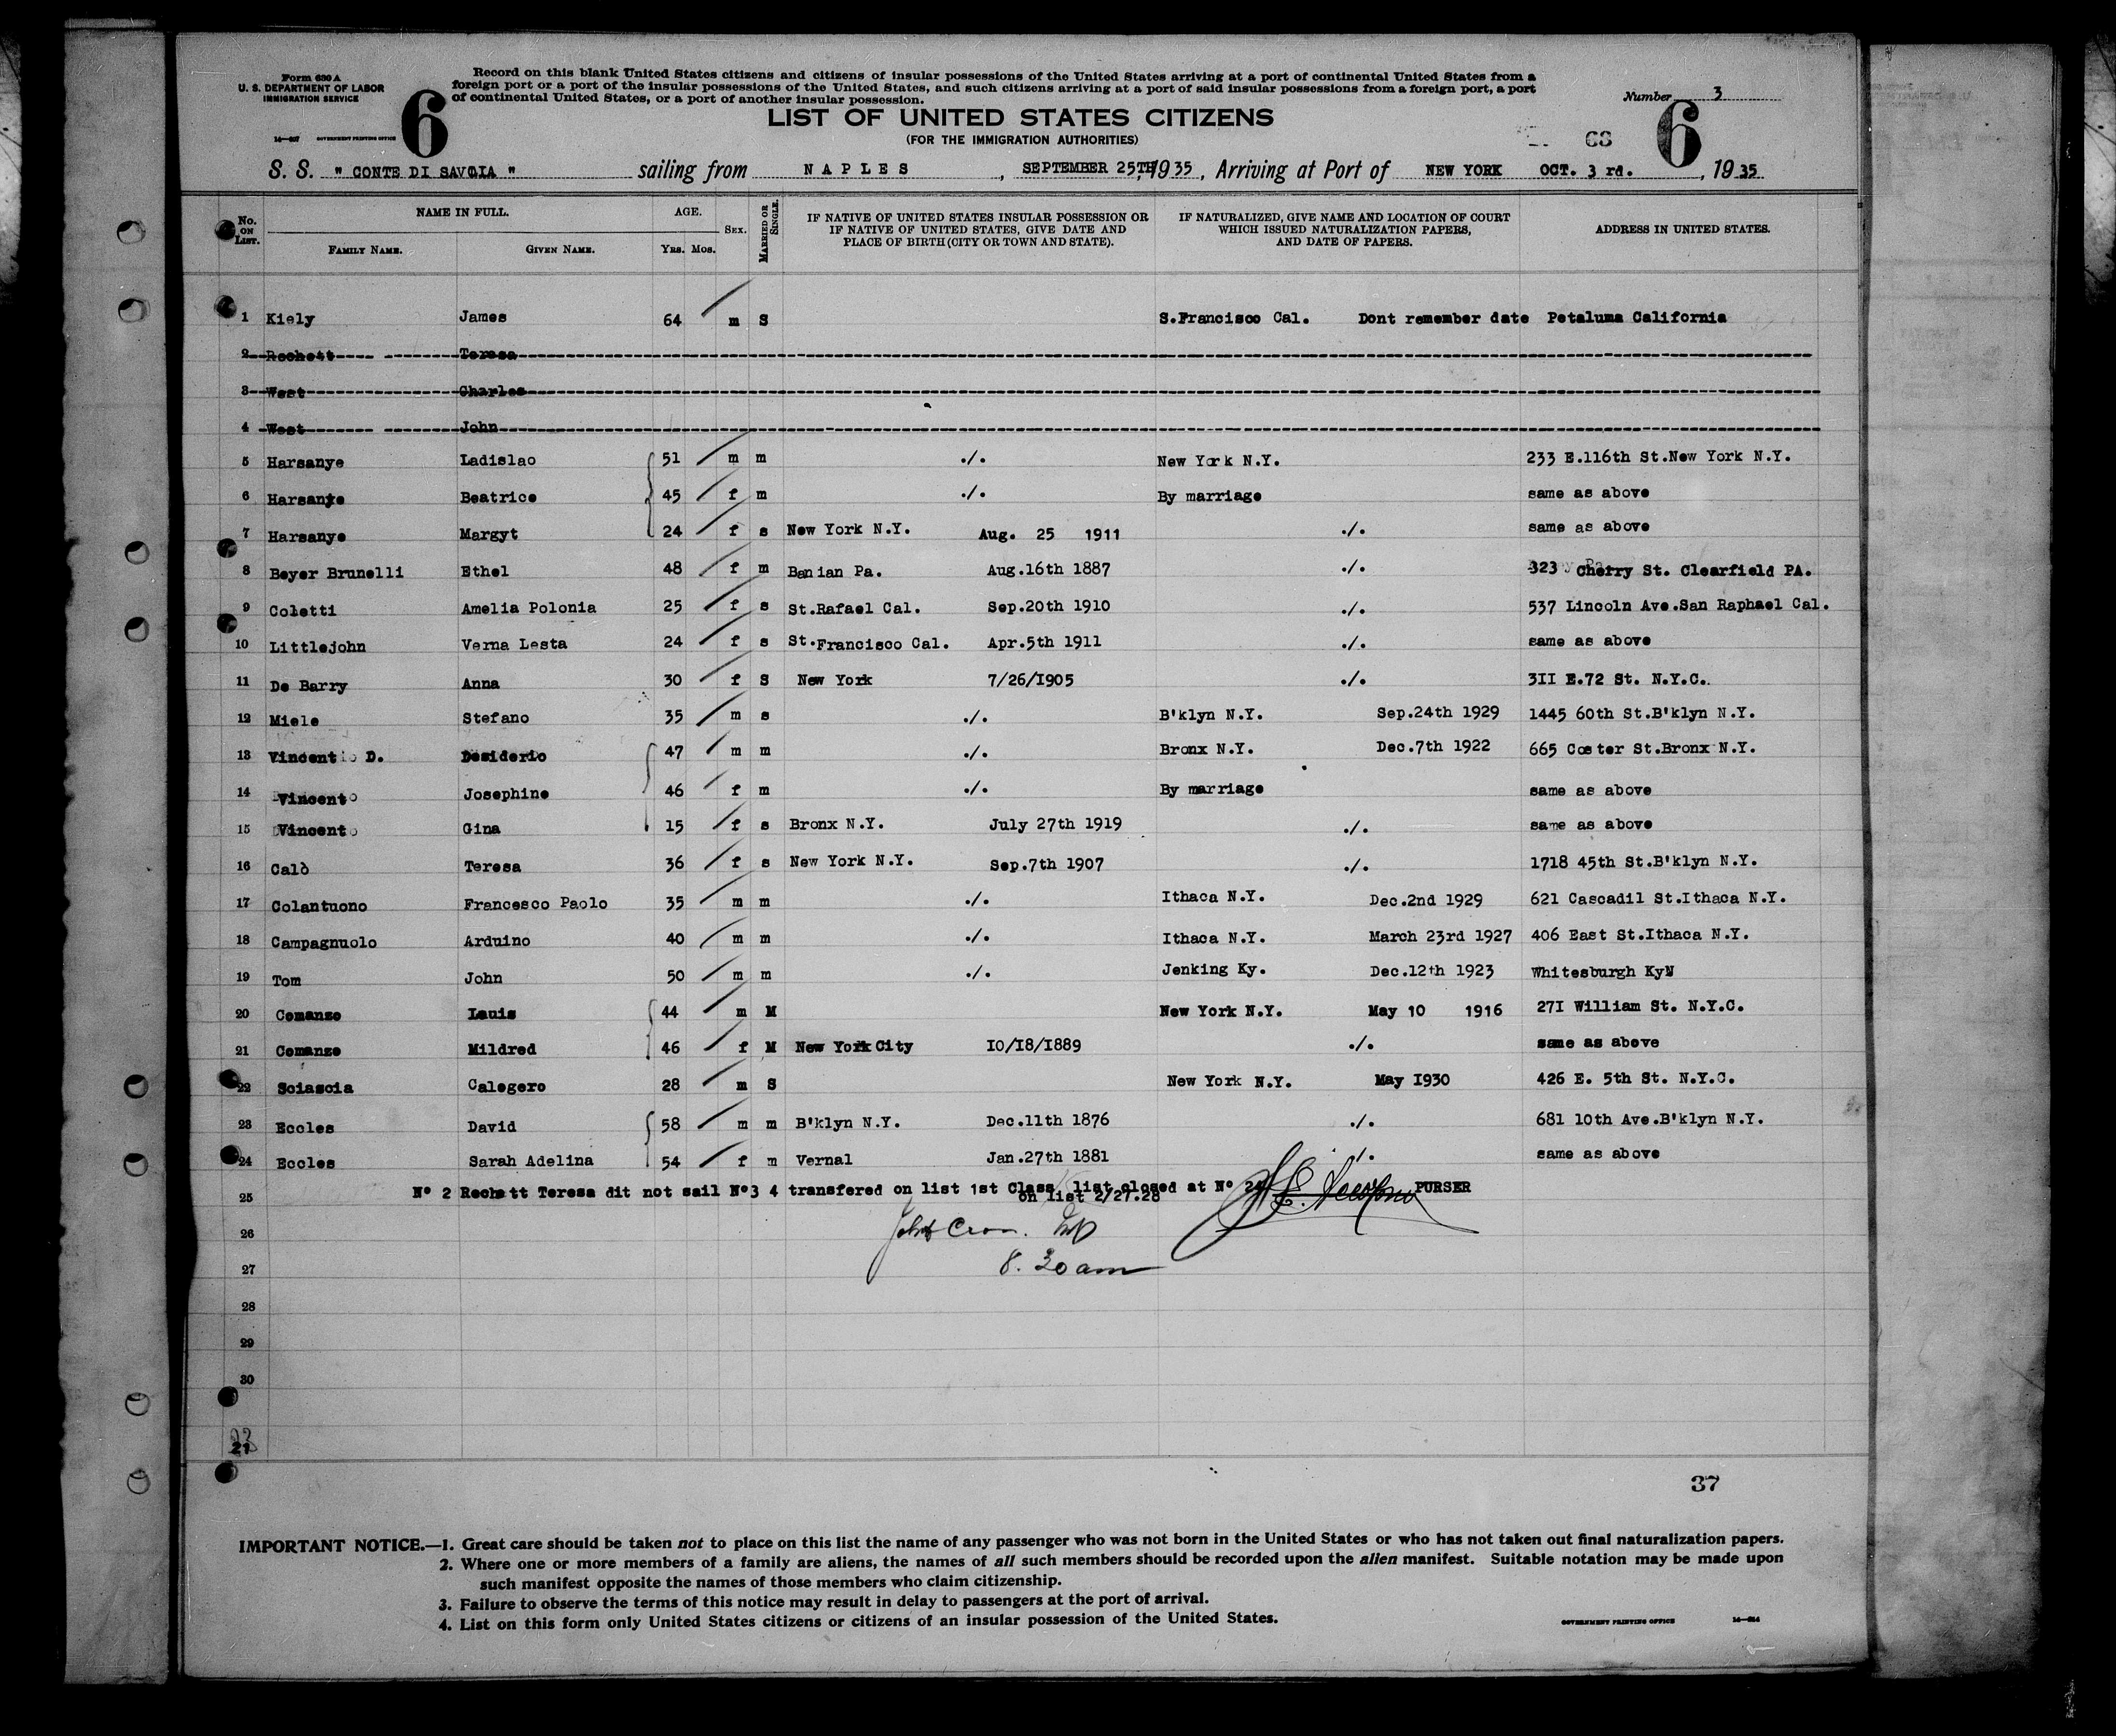 Form 630 A
U. S. DEPARTMENT OF LABOR
IMMIGRATION SERVICE
14—627 GOVERNMENT PRINTING OFFICE
6
Record on this blank United States citizens and citizens of insular possessions of the United States arriving at a port of continental United States from a
foreign port or a port of the insular possessions of the United States, and such citizens arriving at a port of said insular possessions from a foreign port, a port
of continental United States, or a port of another insular possession.
Number 3
LIST OF UNITED STATES CITIZENS
(FOR THE IMMIGRATION AUTHORITIES)
68 6
S. S. " CONTE DI SAVOIA " sailing from NAPLES, SEPTEMBER 25TH 1935, Arriving at Port of NEW YORK OCT. 3 rd., 1935
No. ON LIST. NAME IN FULL. FAMILY NAME. GIVEN NAME. AGE. YRS. MOS. SEX. MARRIED OR SINGLE. IF NATIVE OF UNITED STATES INSULAR POSSESSION OR IF NATIVE OF UNITED STATES, GIVE DATE AND PLACE OF BIRTH (CITY OR TOWN AND STATE). IF NATURALIZED, GIVE NAME AND LOCATION OF COURT WHICH ISSUED NATURALIZATION PAPERS, AND DATE OF PAPERS. ADDRESS IN UNITED STATES.
1 Kiely James 64 m S S.Francisco Cal. Dont remember date Petaluma California
2 Rechett Teresa
3 West Charles
4 West John
5 Harsanye Ladislao 51 m m ./. New York N.Y. 233 E.116th St.New York N.Y.
6 Harsanye Beatrice 45 f m ./. By marriage same as above
7 Harsanye Margyt 24 f s New York N.Y. Aug. 25 1911 ./. same as above
8 Beyer Brunelli Ethel 48 f m Banian Pa. Aug.16th 1887 ./. 323 Cherry St. Clearfield PA.
9 Coletti Amelia Polonia 25 f s St.Rafael Cal. Sep.20th 1910 ./. 537 Lincoln Ave.San Raphael Cal.
10 Littlejohn Verna Lesta 24 f s St.Francisco Cal. Apr.5th 1911 ./. same as above
11 De Barry Anna 30 f S New York 7/26/1905 ./. 3II E.72 St. N.Y.C.
12 Miele Stefano 35 m s ./. B'klyn N.Y. Sep.24th 1929 1445 60th St.B'klyn N.Y.
13 Vincent D. Desiderio 47 m m ./. Bronx N.Y. Dec.7th 1922 665 Coster St.Bronx N.Y.
14 Vincent Josephine 46 f m ./. By marriage same as above
15 Vincent Gina 15 f s Bronx N.Y. July 27th 1919 ./. same as above
16 Calò Teresa 36 f s New York N.Y. Sep.7th 1907 ./. 1718 45th St.B'klyn N.Y.
17 Colantuono Francesco Paolo 35 m m ./. Ithaca N.Y. Dec.2nd 1929 621 Cascadil St.Ithaca N.Y.
18 Campagnuolo Arduino 40 m m ./. Ithaca N.Y. March 23rd 1927 406 East St.Ithaca N.Y.
19 Tom John 50 m m ./. Jenking Ky. Dec.12th 1923 Whitesburgh Ky
20 Comanzo Louis 44 m M New York N.Y. May 10 1916 27I William St. N.Y.C.
21 Comanzo Mildred 46 f M New York City IO/I8/I889 ./. same as above
22 Sciascia Calegero 28 m S New York N.Y. May I930 426 E. 5th St. N.Y.C.
23 Eccles David 58 m m B'klyn N.Y. Dec.11th 1876 ./. 681 10th Ave.B'klyn N.Y.
24 Eccles Sarah Adelina 54 f m Vernal Jan.27th 1881 ./. same as above
25 Nº 2 Rechett Teresa dit not sail Nº3 4 transfered on list 1st Class list closed at Nº 24 PURSER
on list 2/27.28
26
27 8. 30 am
28
29
30
21
37
IMPORTANT NOTICE.—1. Great care should be taken not to place on this list the name of any passenger who was not born in the United States or who has not taken out final naturalization papers.
2. Where one or more members of a family are aliens, the names of all such members should be recorded upon the alien manifest. Suitable notation may be made upon
such manifest opposite the names of those members who claim citizenship.
3. Failure to observe the terms of this notice may result in delay to passengers at the port of arrival.
4. List on this form only United States citizens or citizens of an insular possession of the United States.
GOVERNMENT PRINTING OFFICE